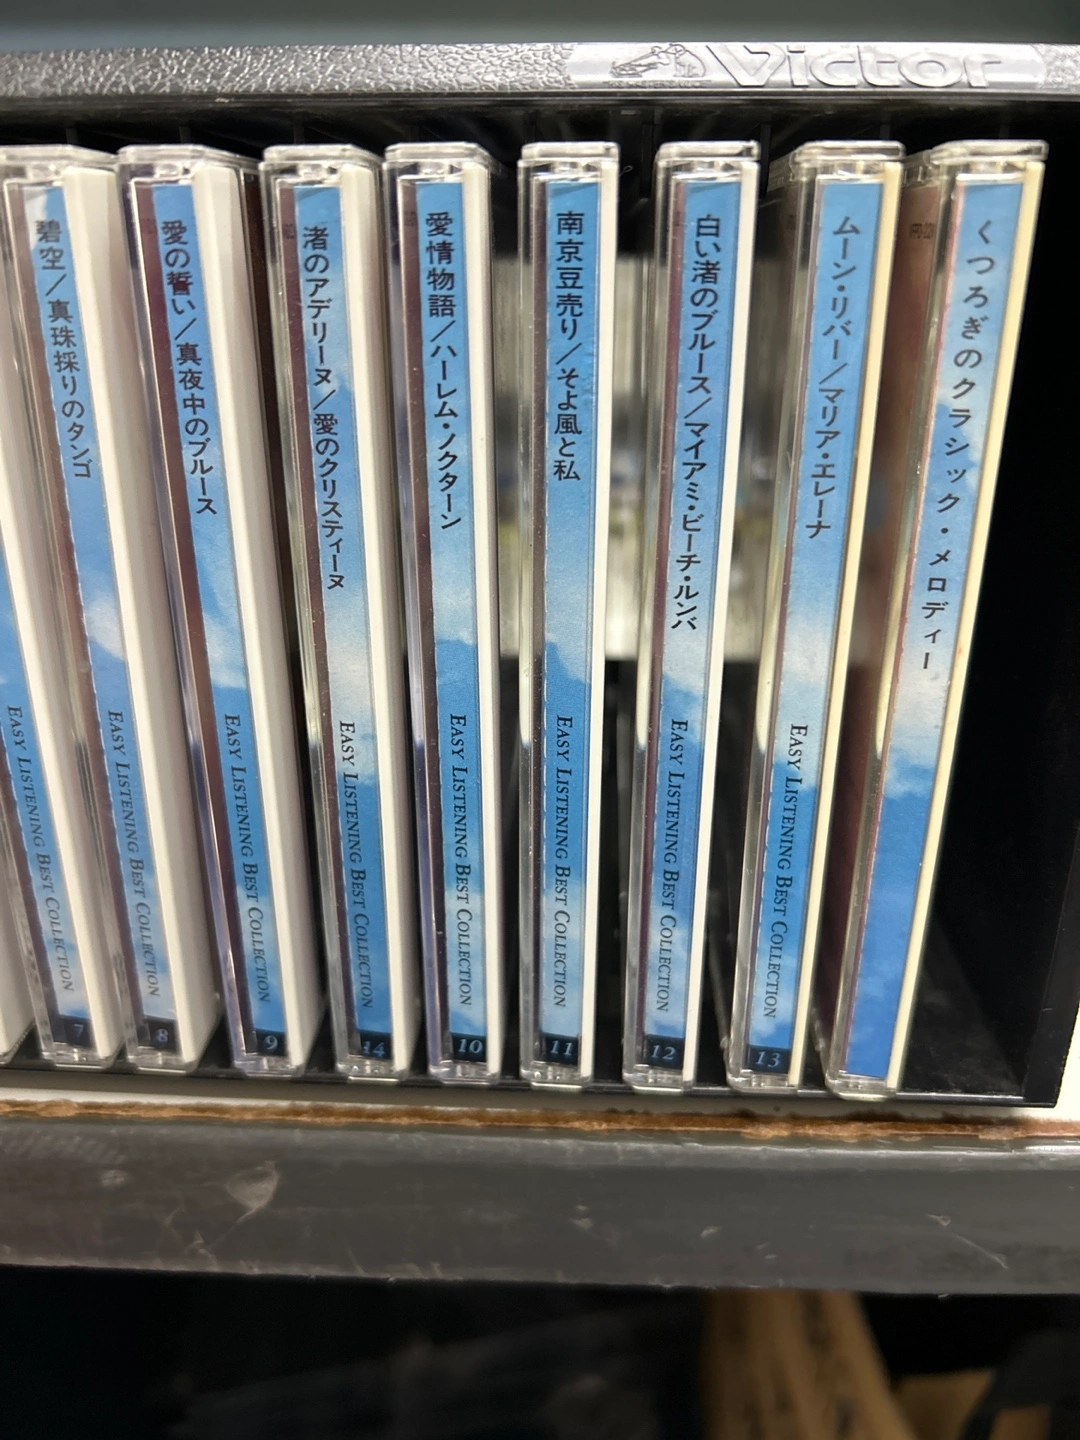 Victor
EASY LISTENING BEST COLLECTION
碧空/真珠採りのタンゴ
EASY LISTENING BEST COLLECTION
7
愛の誓い/真夜中のブルース
EASY LISTENING BEST COLLECTION
8
渚のアデリーヌ/愛のクリスティーヌ
EASY LISTENING BEST COLLECTION
9
愛情物語/ハーレム・ノクターン
EASY LISTENING BEST COLLECTION
14
南京豆売り/そよ風と私
EASY LISTENING BEST COLLECTION
10
白い渚のブルース/マイアミ・ビーチ・ルンバ
EASY LISTENING BEST COLLECTION
11
ムーン・リバー/マリア・エレーナ
EASY LISTENING BEST COLLECTION
12
くつろぎのクラシック・メロディー
EASY LISTENING BEST COLLECTION
13